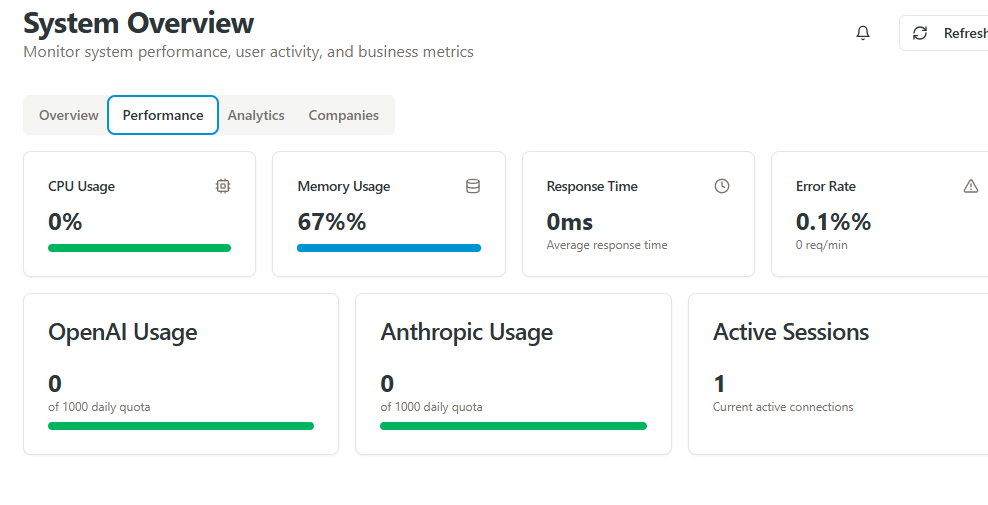 System Overview
Monitor system performance, user activity, and business metrics
Refresh
Overview
Performance
Analytics
Companies
CPU Usage
0%
Memory Usage
67%%
Response Time
0ms
Average response time
Error Rate
0.1%%
0 req/min
OpenAI Usage
0
of 1000 daily quota
Anthropic Usage
0
of 1000 daily quota
Active Sessions
1
Current active connections